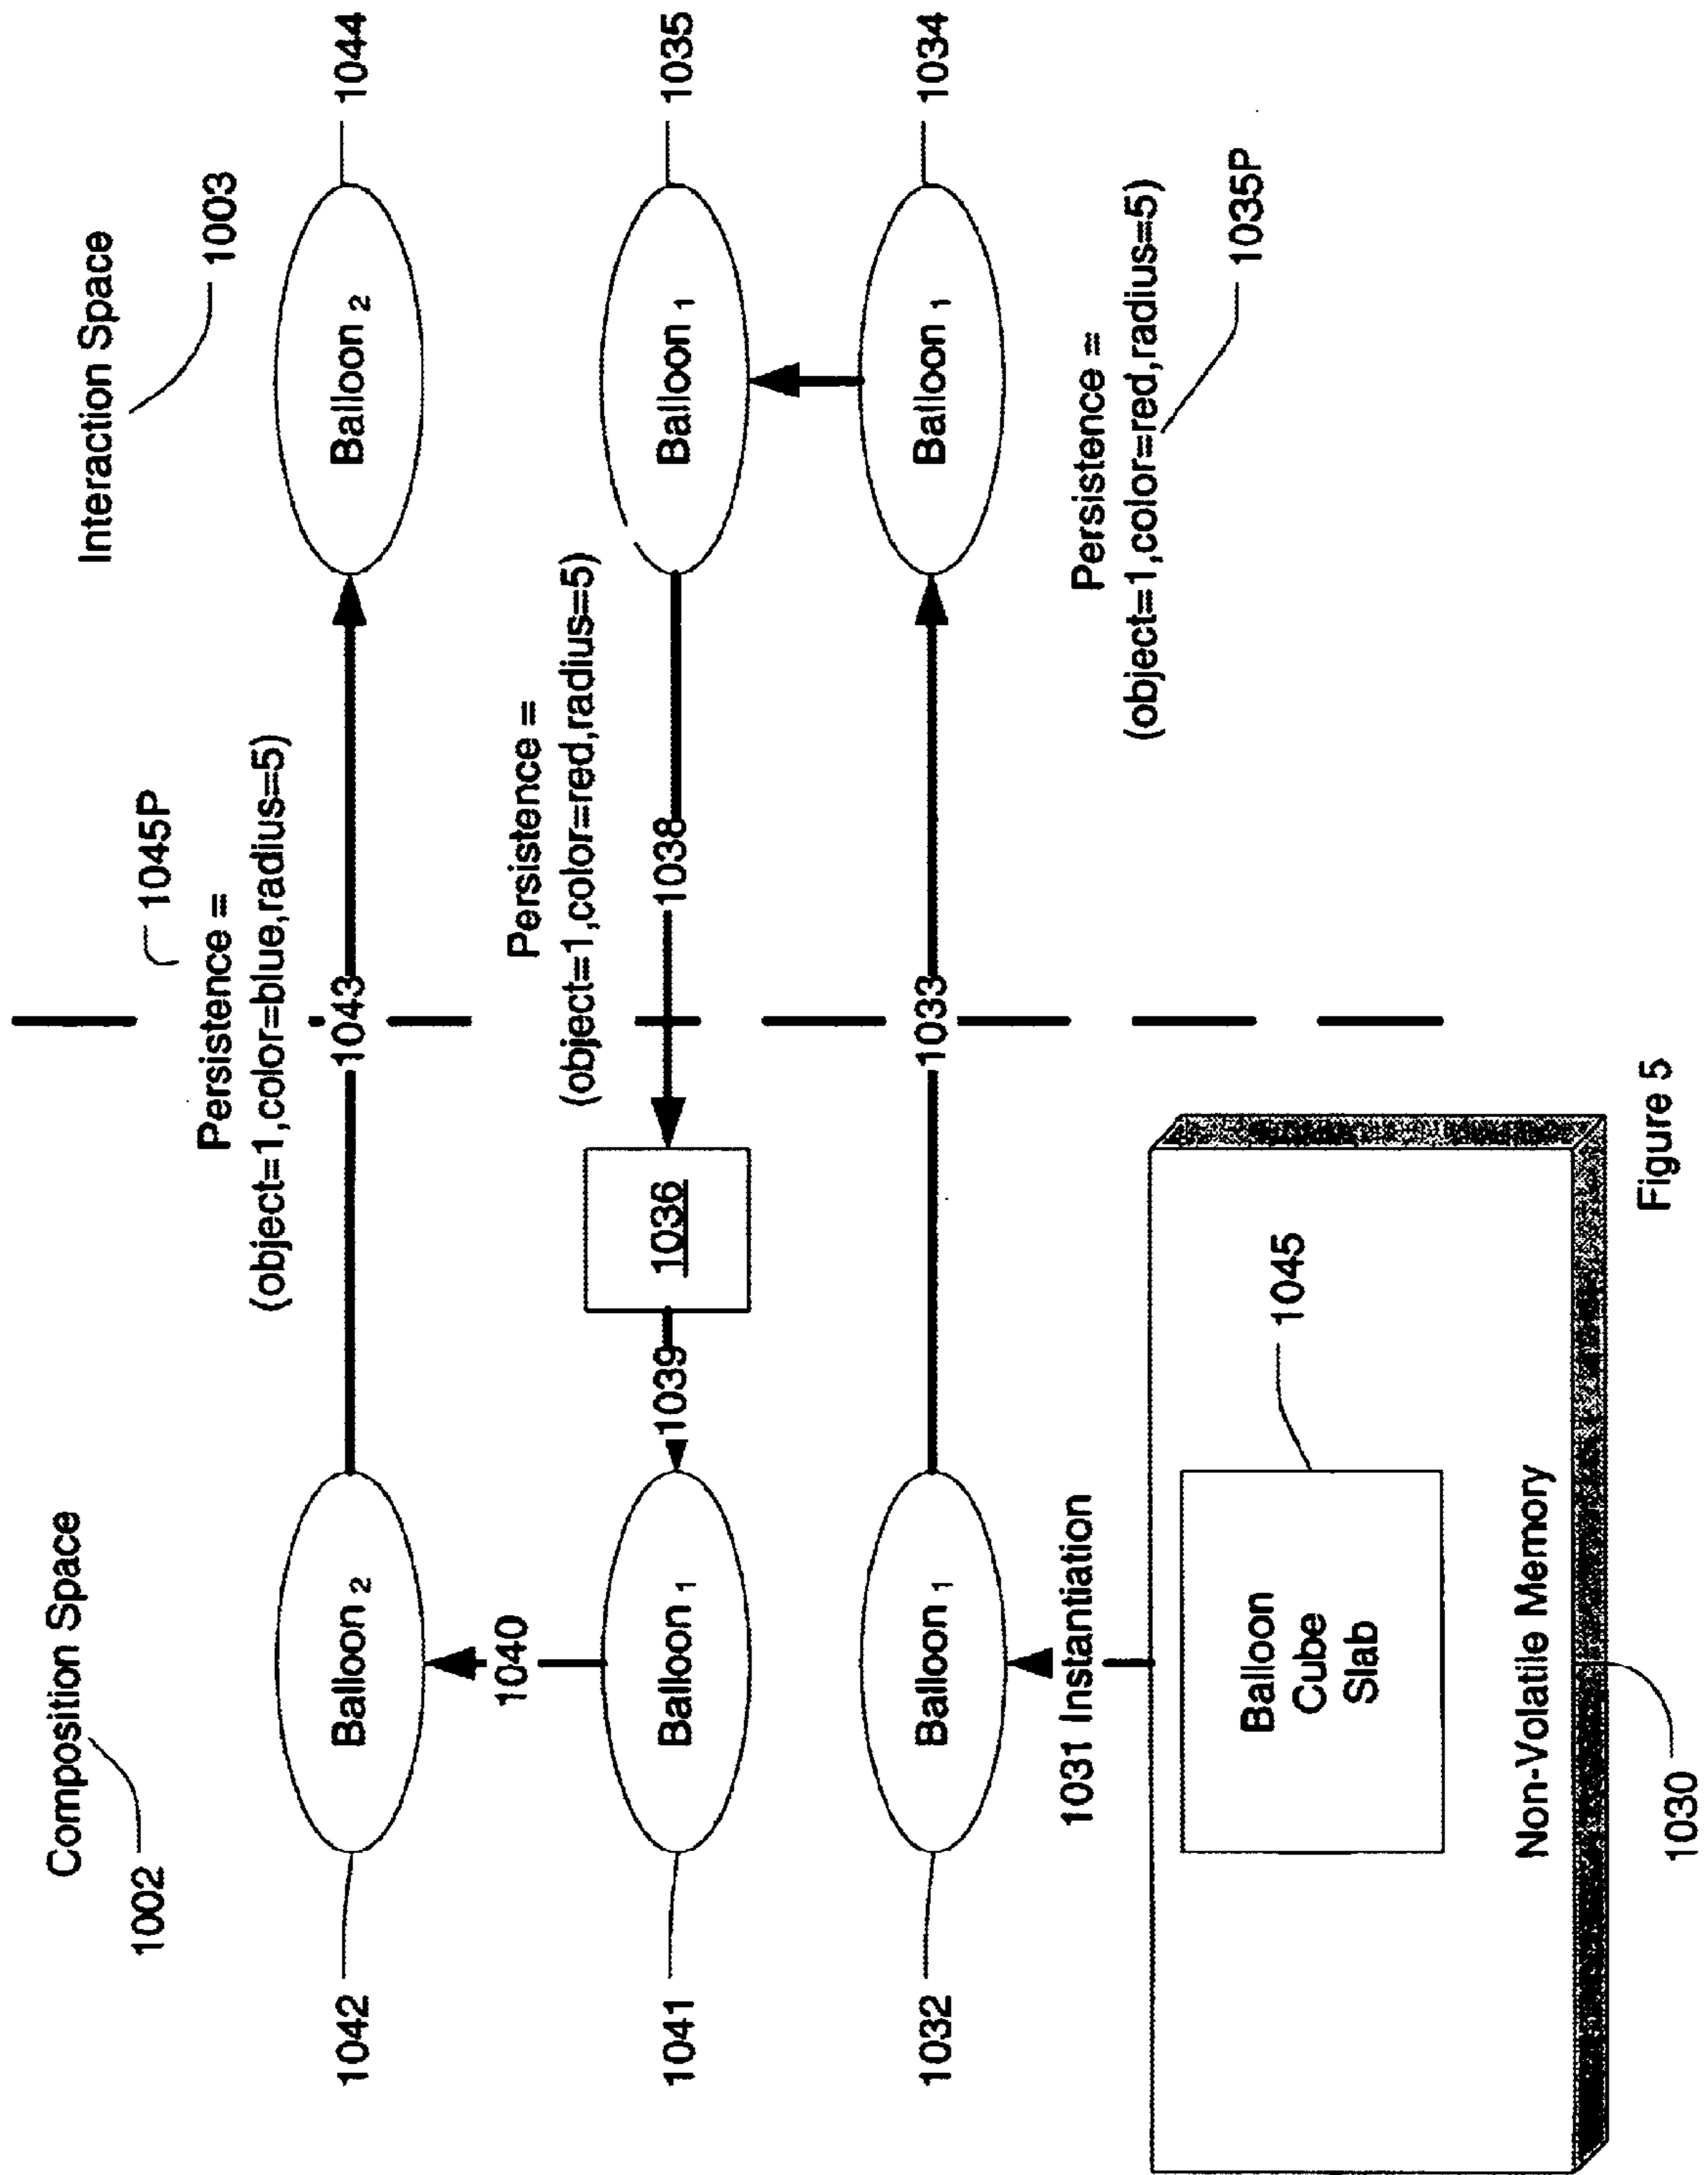 Composition Space
1002
Interaction Space
1003
1045P
Persistence =
(object=1,color=blue,radius=5)
1042
Balloon 2
1043
Balloon 2
1044
1040
Persistence =
(object=1,color=red,radius=5)
1041
Balloon 1
1039
1036
1038
Balloon 1
1035
1032
Balloon 1
1033
Balloon 1
1034
1031 Instantiation
Persistence =
(object=1,color=red,radius=5)
1035P
Balloon
Cube
Slab
1045
Non-Volatile Memory
1030
Figure 5